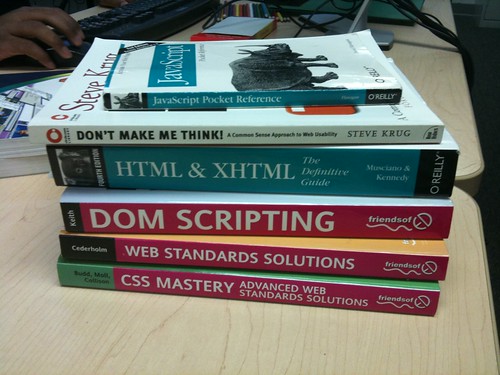 JavaScript
Steve Krug
JavaScript Pocket Reference
O'REILLY
DON'T MAKE ME THINK!
A Common Sense Approach to Web Usability
STEVE KRUG
FOURTH EDITION
HTML & XHTML
The
Definitive
Guide
Musciano &
Kennedy
O'REILLY
Keith
DOM SCRIPTING
friendsof
Cederholm
WEB STANDARDS SOLUTIONS
friendsof
Budd, Moll,
Collison
CSS MASTERY
ADVANCED WEB
STANDARDS SOLUTIONS
friendsof